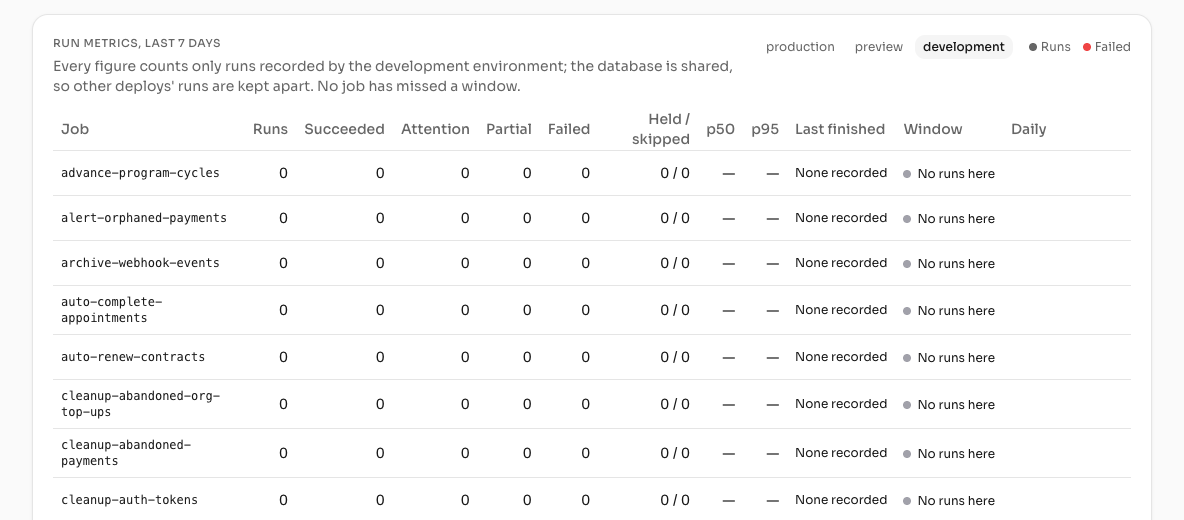 RUN METRICS, LAST 7 DAYS
production preview development Runs Failed
Every figure counts only runs recorded by the development environment; the database is shared,
so other deploys' runs are kept apart. No job has missed a window.
Job Runs Succeeded Attention Partial Failed Held / skipped p50 p95 Last finished Window Daily
advance-program-cycles 0 0 0 0 0 0 / 0 — — None recorded No runs here
alert-orphaned-payments 0 0 0 0 0 0 / 0 — — None recorded No runs here
archive-webhook-events 0 0 0 0 0 0 / 0 — — None recorded No runs here
auto-complete-
appointments 0 0 0 0 0 0 / 0 — — None recorded No runs here
auto-renew-contracts 0 0 0 0 0 0 / 0 — — None recorded No runs here
cleanup-abandoned-org-
top-ups 0 0 0 0 0 0 / 0 — — None recorded No runs here
cleanup-abandoned-
payments 0 0 0 0 0 0 / 0 — — None recorded No runs here
cleanup-auth-tokens 0 0 0 0 0 0 / 0 — — None recorded No runs here